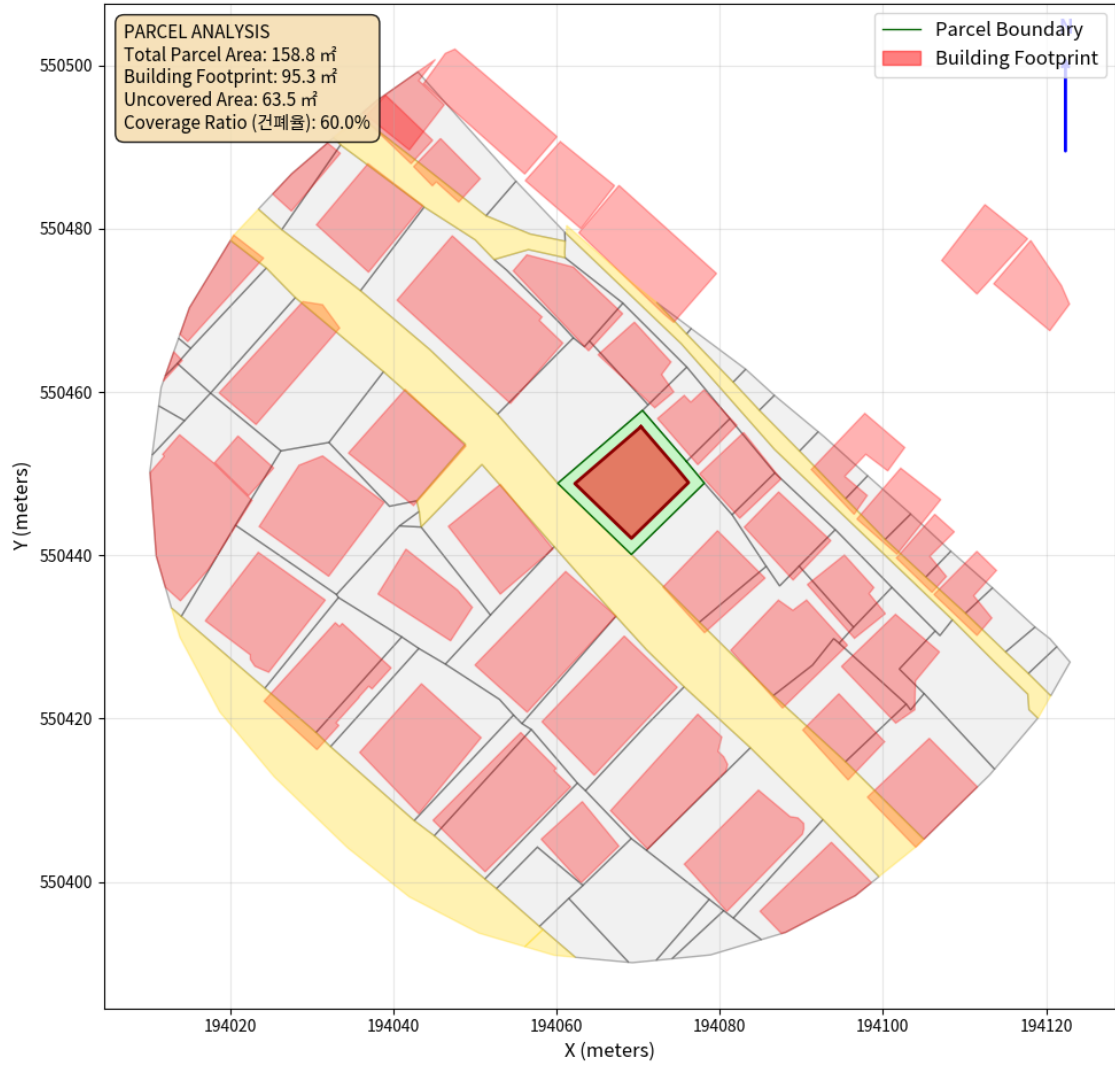 PARCEL ANALYSIS
Total Parcel Area: 158.8 ㎡
Building Footprint: 95.3 ㎡
Uncovered Area: 63.5 ㎡
Coverage Ratio (건폐율): 60.0%
N
Parcel Boundary
Building Footprint
550500
550480
550460
550440
550420
550400
Y (meters)
194020
194040
194060
194080
194100
194120
X (meters)